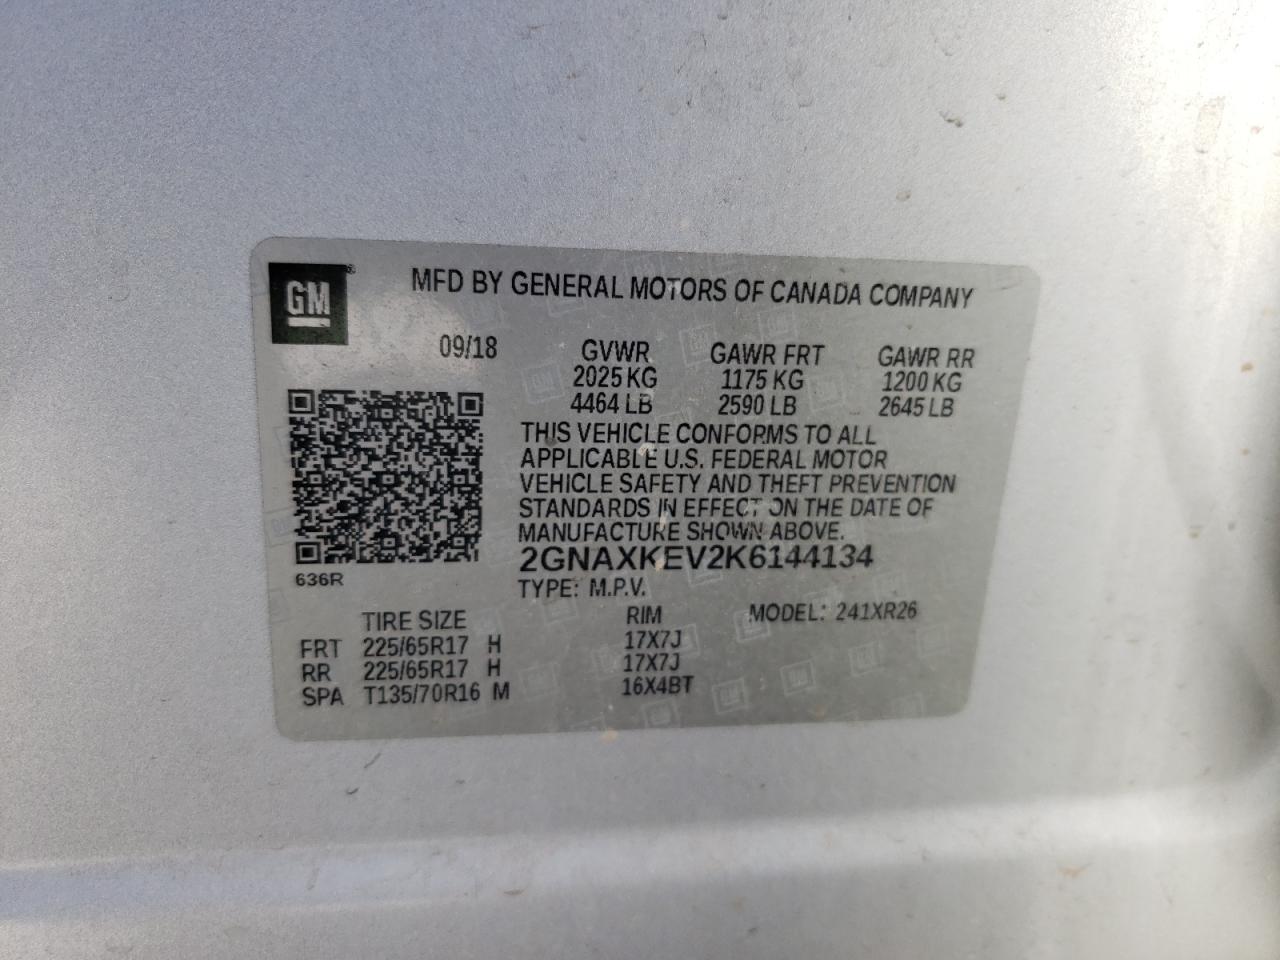 GM®
MFD BY GENERAL MOTORS OF CANADA COMPANY
09/18 GVWR GAWR FRT GAWR RR
2025 KG 1175 KG 1200 KG
4464 LB 2590 LB 2645 LB
THIS VEHICLE CONFORMS TO ALL
APPLICABLE U.S. FEDERAL MOTOR
VEHICLE SAFETY AND THEFT PREVENTION
STANDARDS IN EFFECT ON THE DATE OF
MANUFACTURE SHOWN ABOVE.
2GNAXKEV2K6144134
636R
TYPE: M.P.V.
TIRE SIZE RIM MODEL: 241XR26
FRT 225/65R17 H 17X7J
RR 225/65R17 H 17X7J
SPA T135/70R16 M 16X4BT